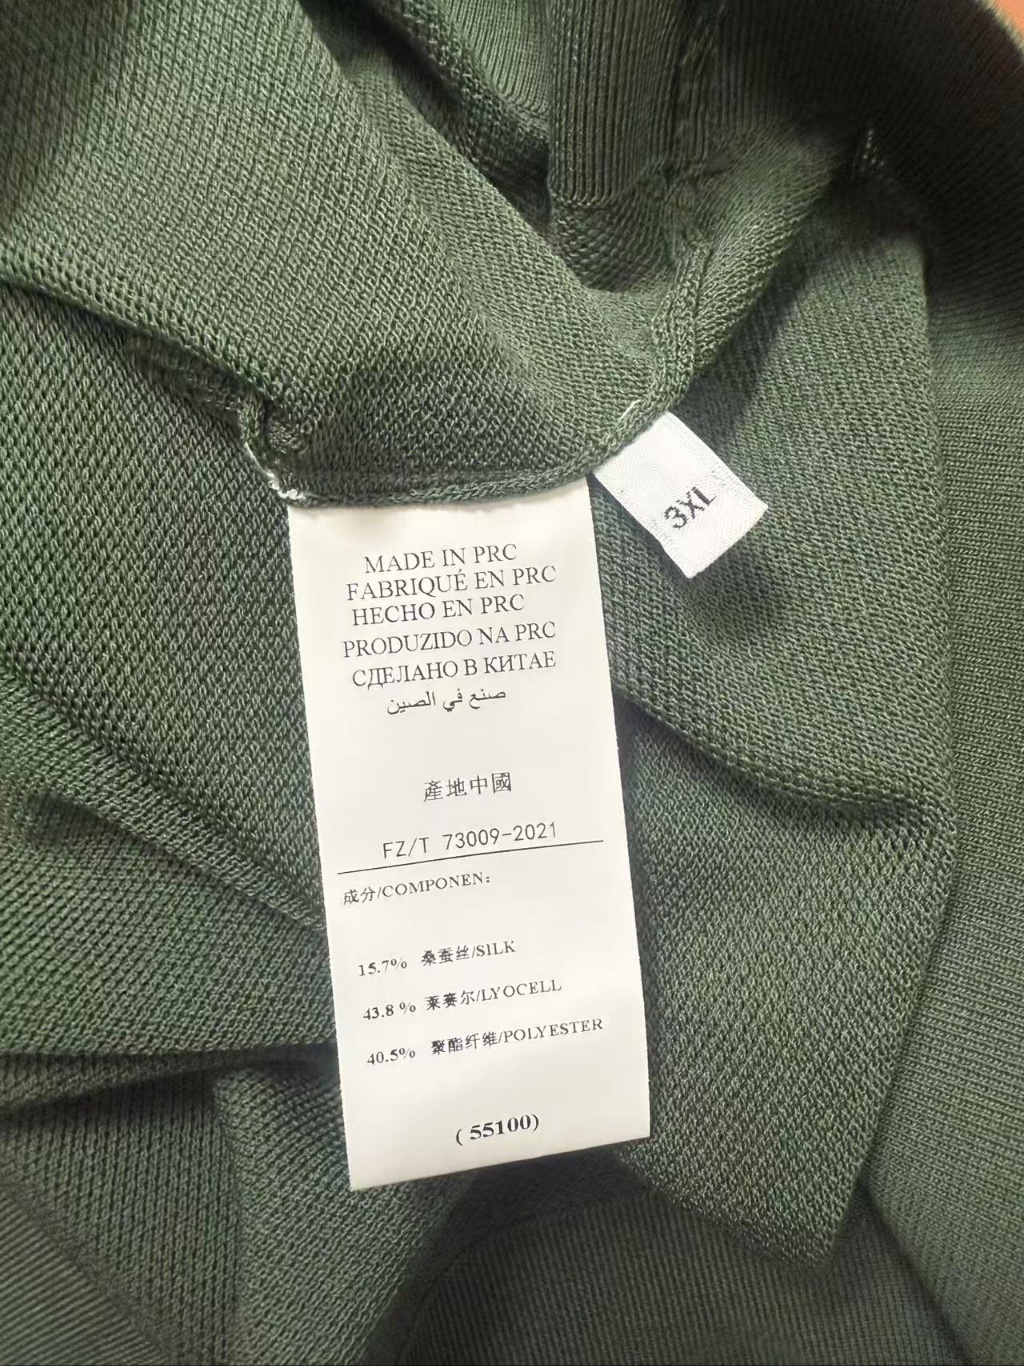 3XL
MADE IN PRC
FABRIQUÉ EN PRC
HECHO EN PRC
PRODUZIDO NA PRC
СДЕЛАНО В КИТАЕ
صنع في الصين
產地中國
FZ/T 73009-2021
成分/COMPONEN:
15.7% 桑蚕丝/SILK
43.8 % 莱赛尔/LYOCELL
40.5% 聚酯纤维/POLYESTER
( 55100)